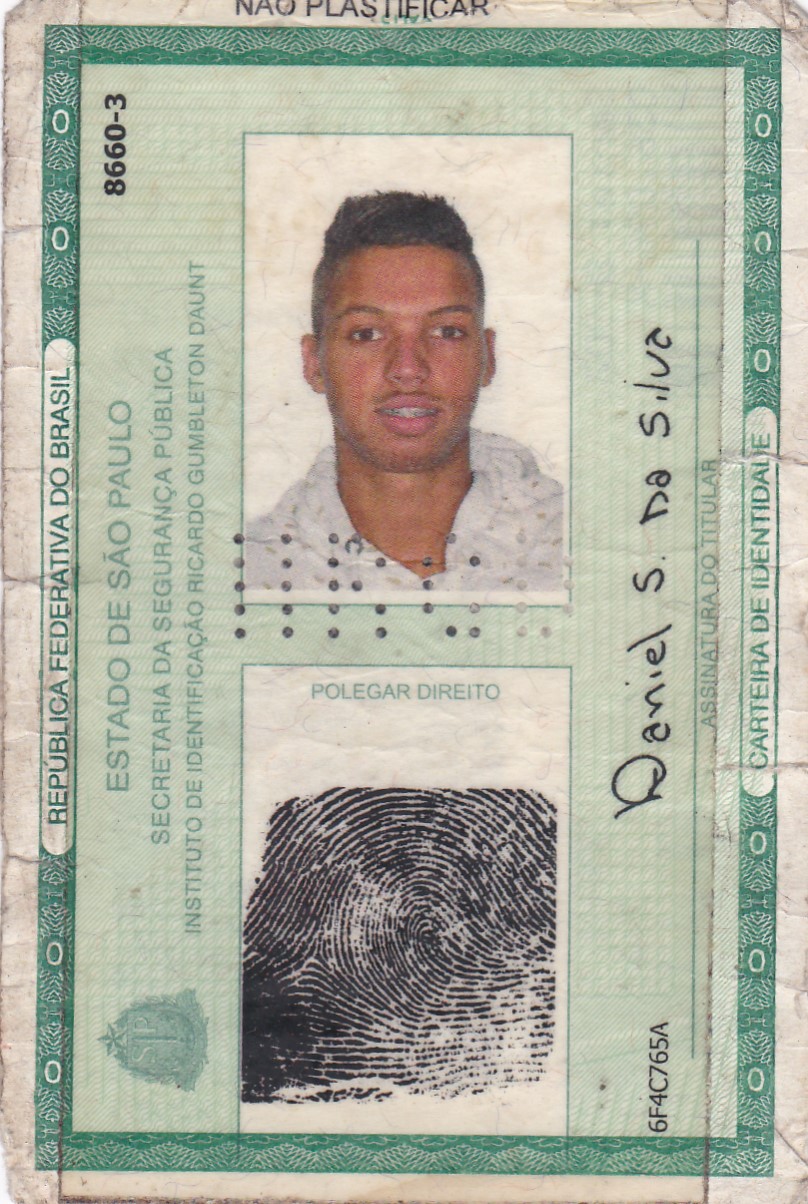 NÃO PLASTIFICAR
8660-3
REPÚBLICA FEDERATIVA DO BRASIL
ESTADO DE SÃO PAULO
SECRETARIA DA SEGURANÇA PÚBLICA
INSTITUTO DE IDENTIFICAÇÃO RICARDO GUMBLETON DAUNT
POLEGAR DIREITO
Daniel S. Da Silva
ASSINATURA DO TITULAR
6F4C765A
CARTEIRA DE IDENTIDADE